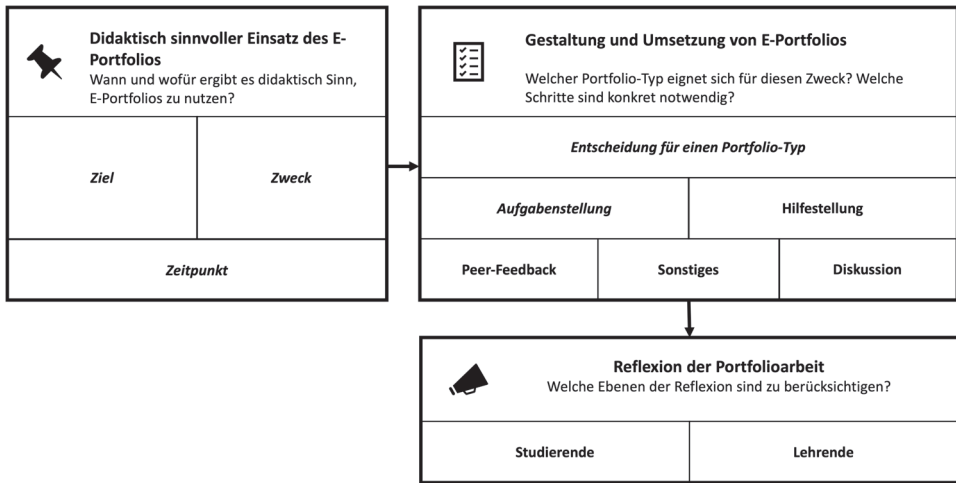 Didaktisch sinnvoller Einsatz des E-
Portfolios
Wann und wofür ergibt es didaktisch Sinn,
E-Portfolios zu nutzen?
Ziel
Zweck
Zeitpunkt
Gestaltung und Umsetzung von E-Portfolios
Welcher Portfolio-Typ eignet sich für diesen Zweck? Welche
Schritte sind konkret notwendig?
Entscheidung für einen Portfolio-Typ
Aufgabenstellung
Hilfestellung
Peer-Feedback
Sonstiges
Diskussion
Reflexion der Portfolioarbeit
Welche Ebenen der Reflexion sind zu berücksichtigen?
Studierende
Lehrende